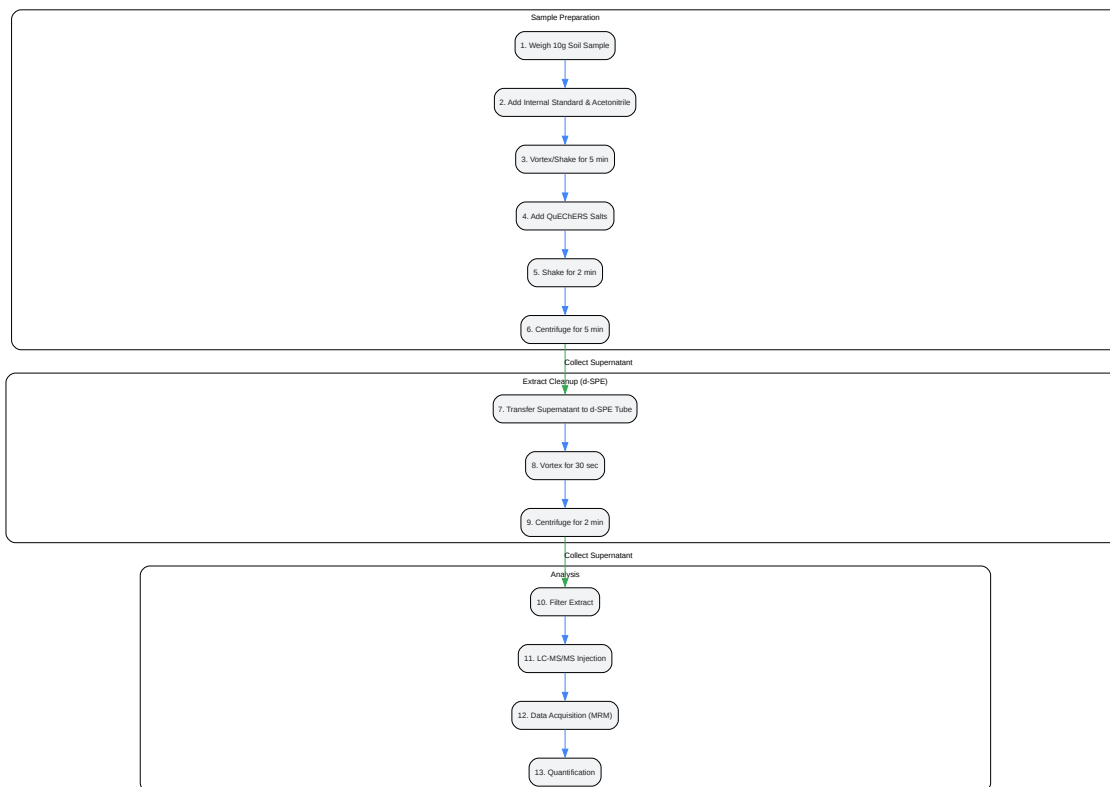 Sample Preparation
1. Weigh 10g Soil Sample
2. Add Internal Standard & Acetonitrile
3. Vortex/Shake for 5 min
4. Add QuEChERS Salts
5. Shake for 2 min
6. Centrifuge for 5 min
Collect Supernatant
Extract Cleanup (d-SPE)
7. Transfer Supernatant to d-SPE Tube
8. Vortex for 30 sec
9. Centrifuge for 2 min
Collect Supernatant
Analysis
10. Filter Extract
11. LC-MS/MS Injection
12. Data Acquisition (MRM)
13. Quantification